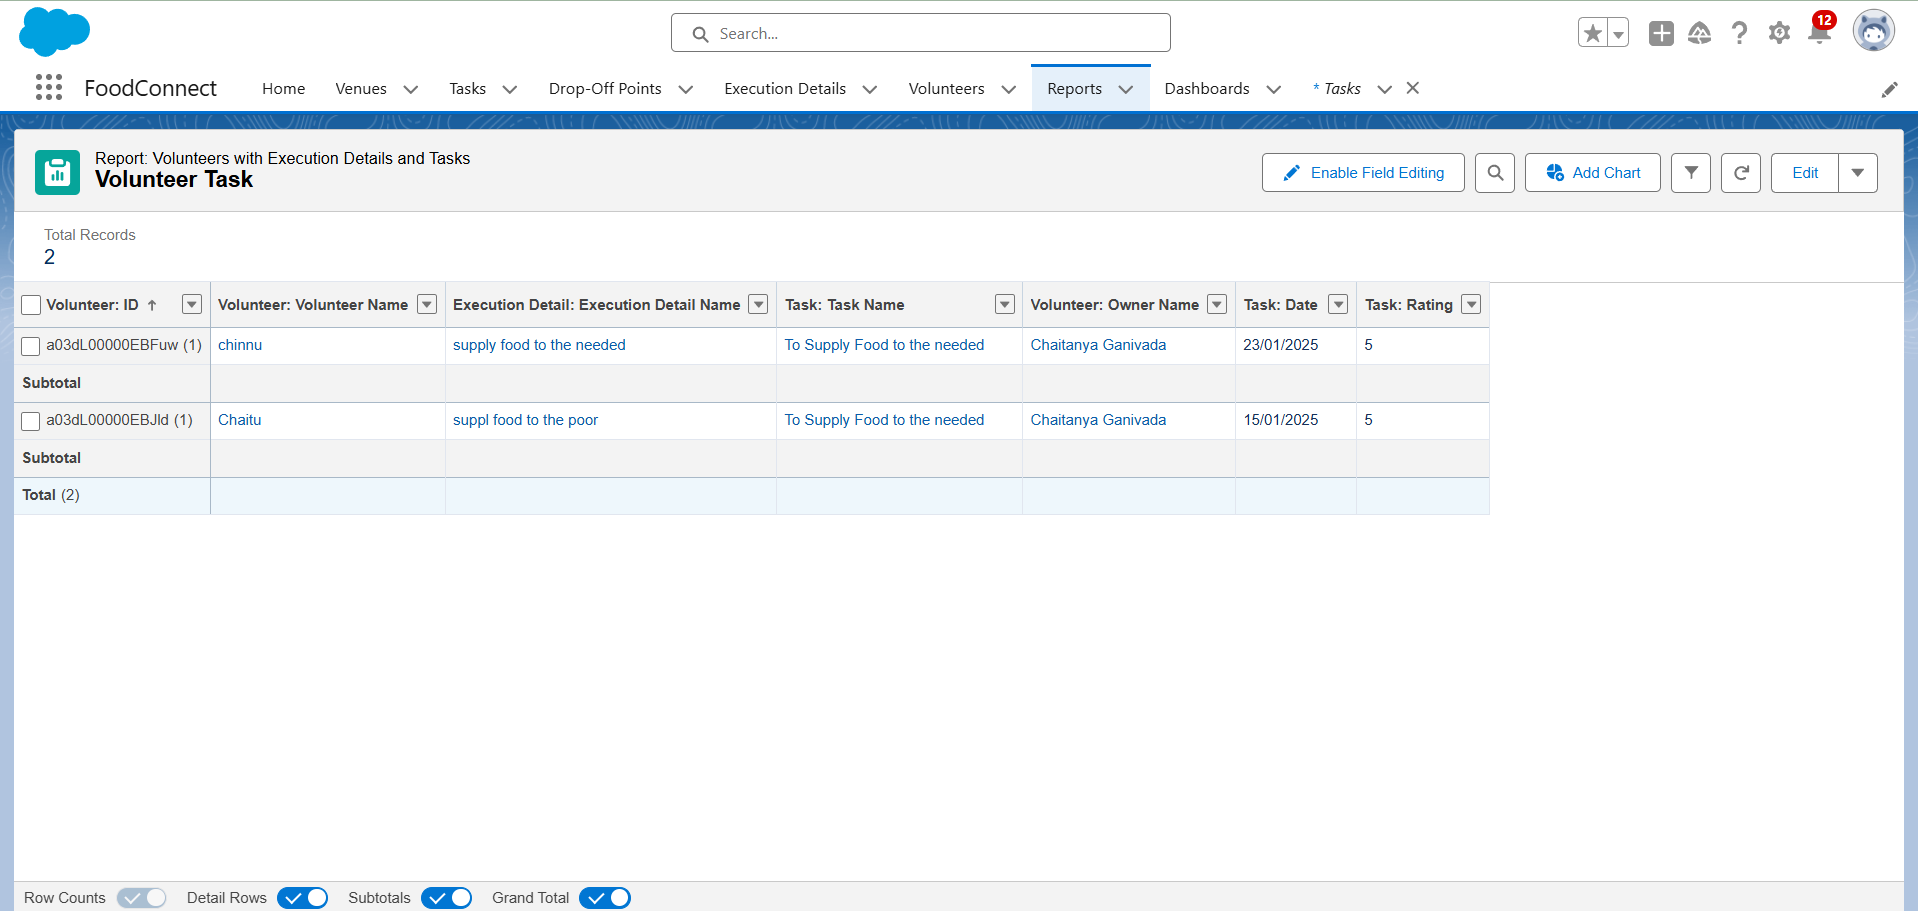 Search...
12
FoodConnect
Home
Venues
Tasks
Drop-Off Points
Execution Details
Volunteers
Reports
Dashboards
* Tasks
Report: Volunteers with Execution Details and Tasks
Volunteer Task
Enable Field Editing
Add Chart
Edit
Total Records
2
Volunteer: ID Volunteer: Volunteer Name Execution Detail: Execution Detail Name Task: Task Name Volunteer: Owner Name Task: Date Task: Rating
a03dL00000EBFuw (1) chinnu supply food to the needed To Supply Food to the needed Chaitanya Ganivada 23/01/2025 5
Subtotal
a03dL00000EBJld (1) Chaitu suppl food to the poor To Supply Food to the needed Chaitanya Ganivada 15/01/2025 5
Subtotal
Total (2)
Row Counts Detail Rows Subtotals Grand Total